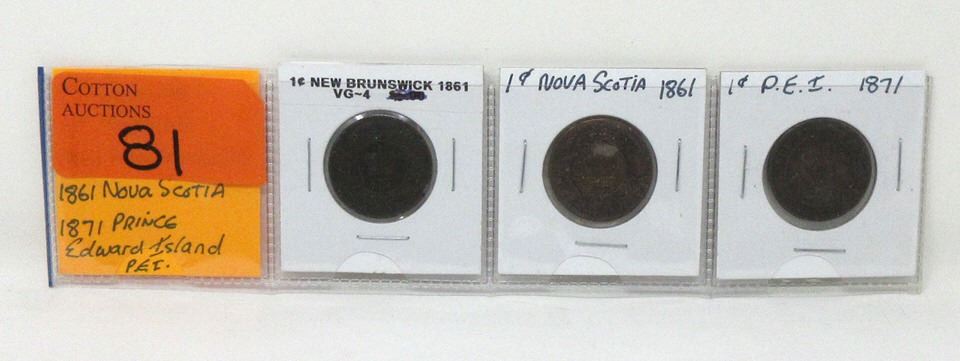 COTTON
AUCTIONS
81
1861 NOVA SCOTIA
1871 PRINCE
Edward Island
P.E.I.
1¢ NEW BRUNSWICK 1861
VG~4
1¢ NOVA SCOTIA 1861
1¢ P.E.I. 1871